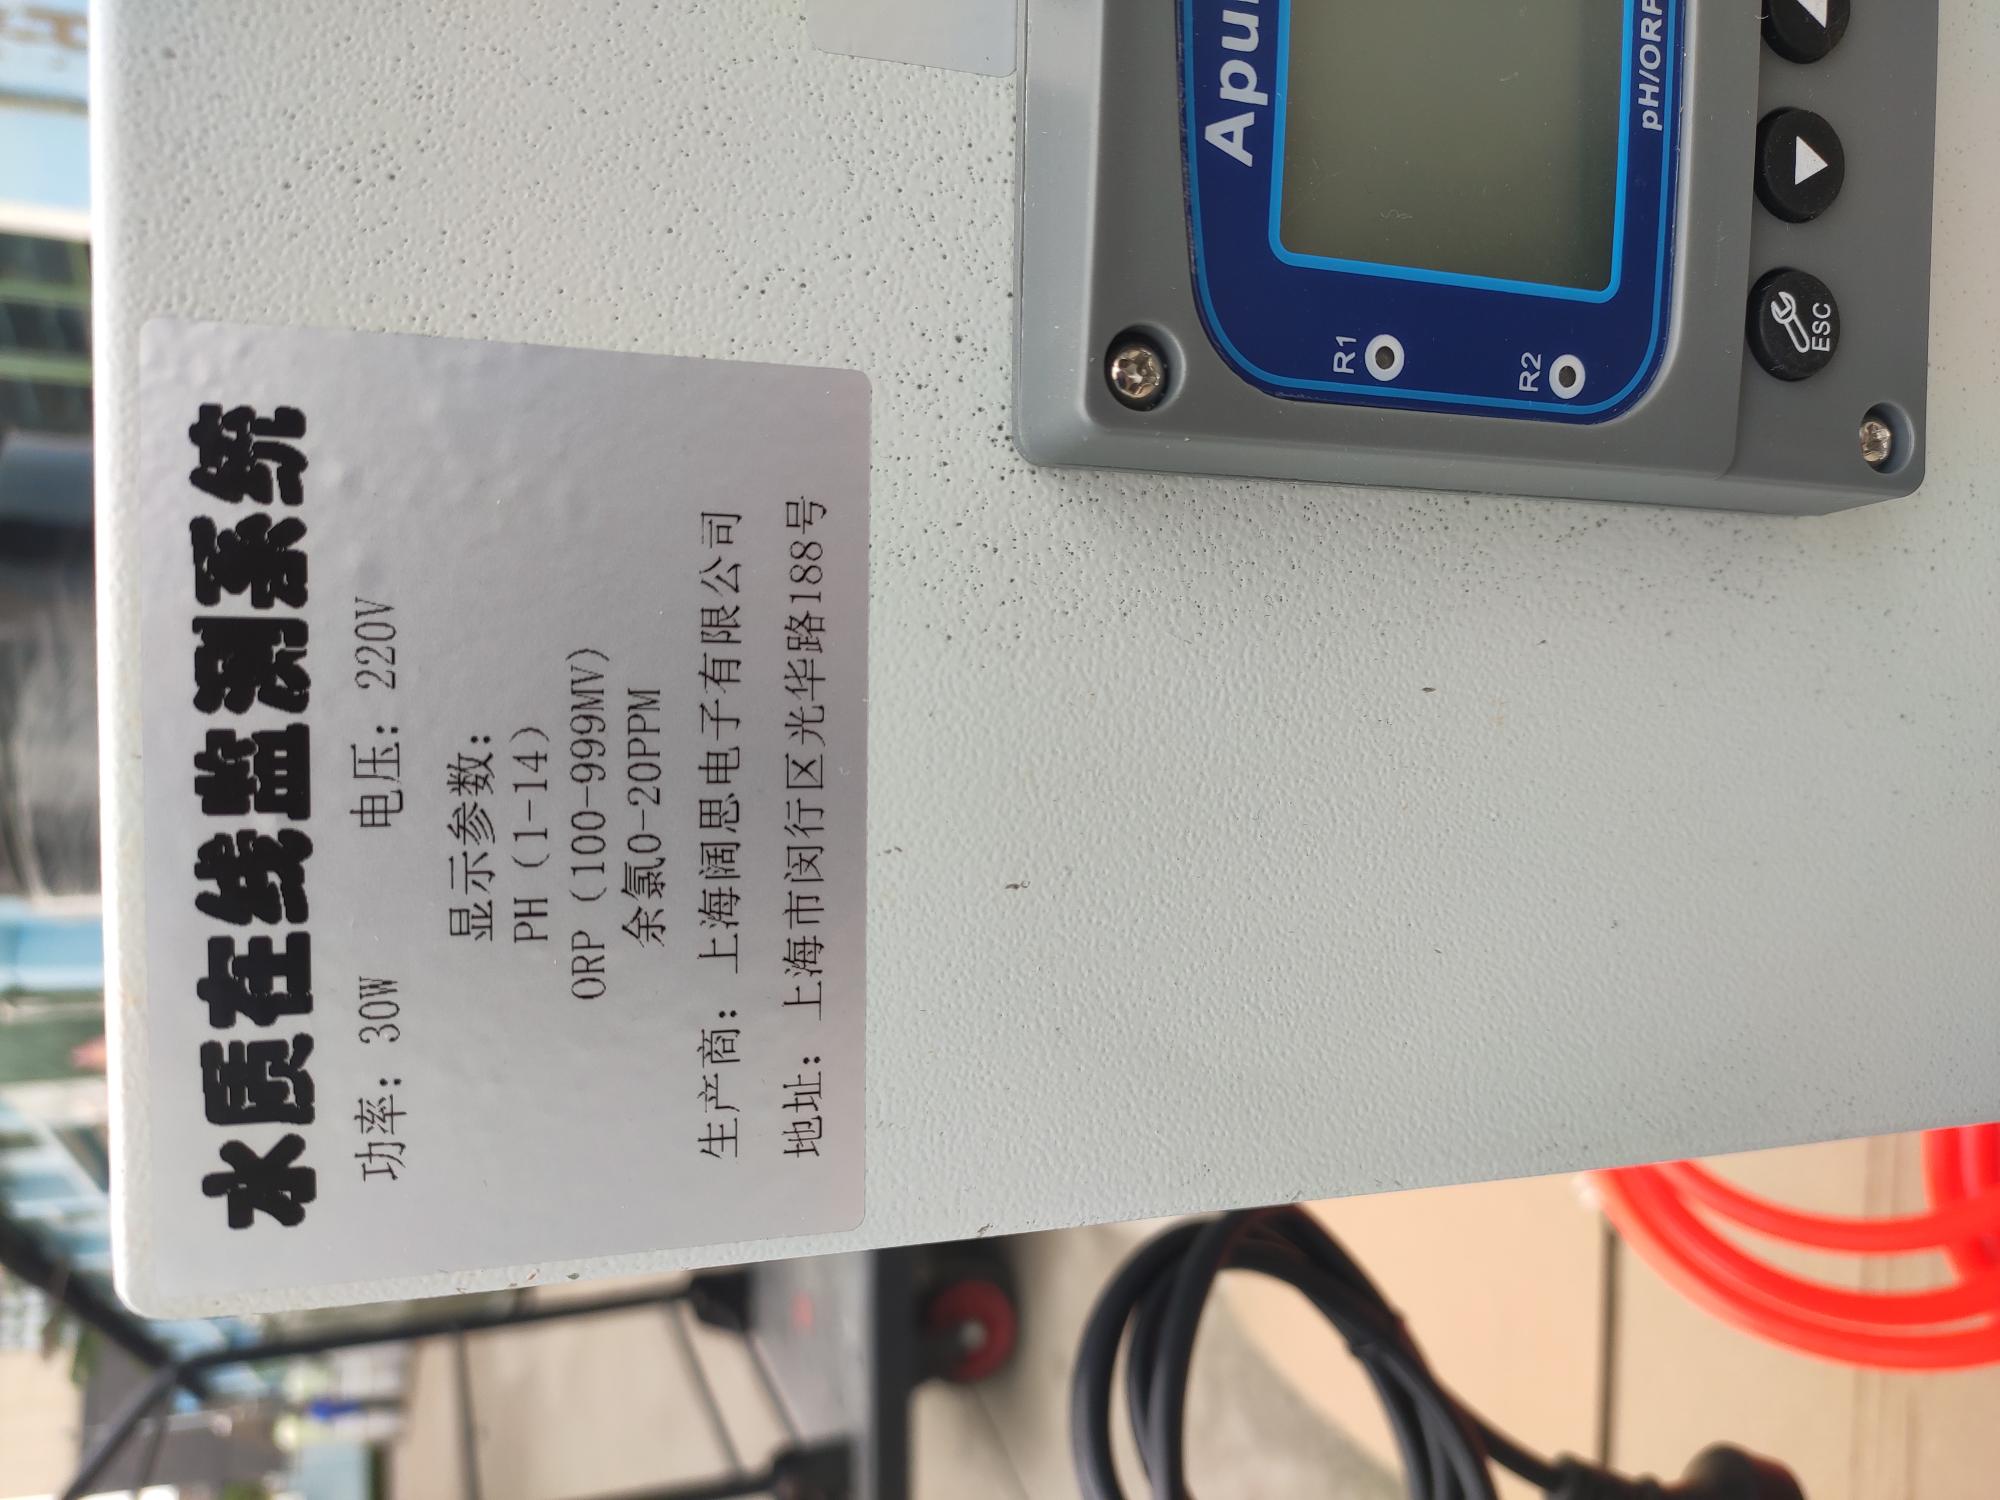 水质在线监测系统
功率：30W 电压：220V
显示参数：
PH（1-14）
ORP（100-999MV）
余氯0-20PPM
生产商：上海阔思电子有限公司
地址：上海市闵行区光华路188号
R1
R2
pH/ORP
ESC